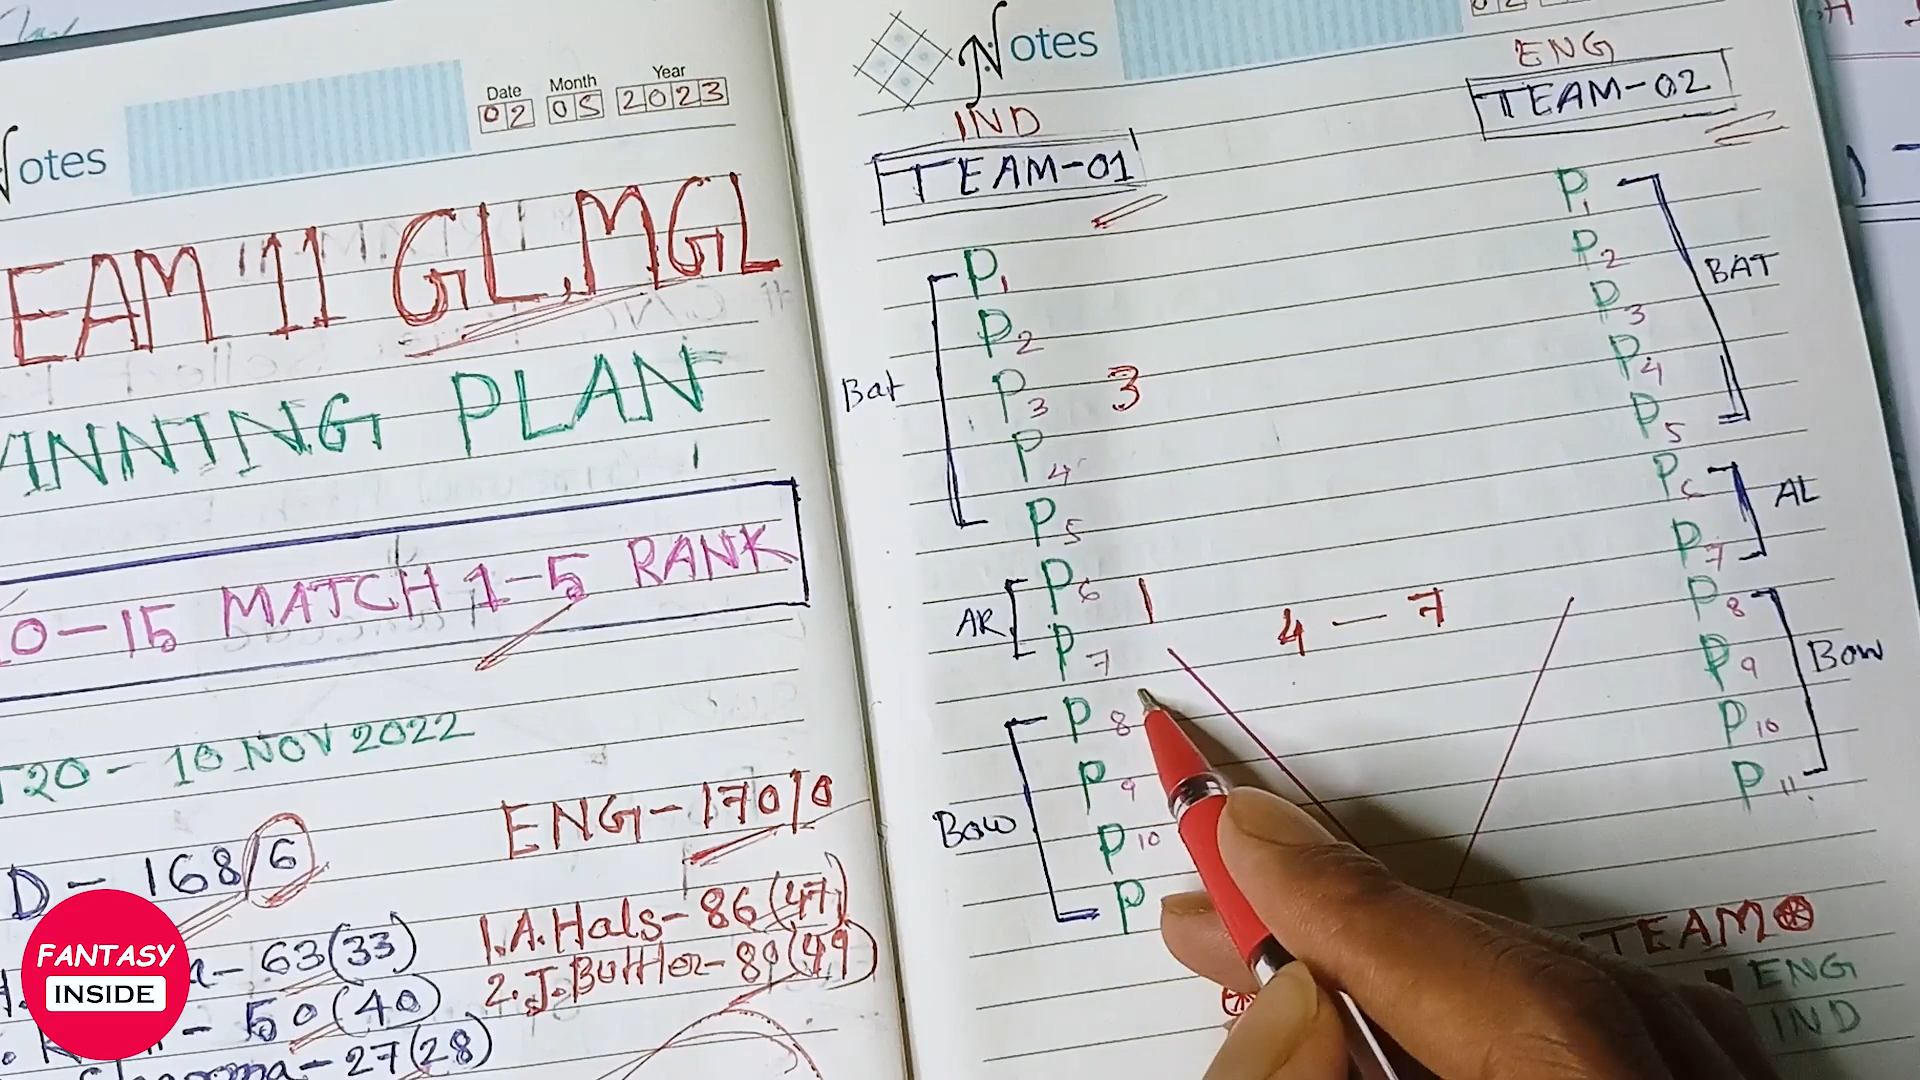 otes
Date Month Year
02 05 2023
EAM '11 GL, MGL
INNING PLAN
0-15 MATCH 1-5 RANK
T20 - 10 NOV 2022
D - 168/6
ENG - 170/0
63(33)
1. A. Hals - 86(47)
50(40)
2. J. Buttler - 80(49)
27(28)
FANTASY
INSIDE
Notes
IND
TEAM-01
ENG
TEAM-02
Bat
P1
P2
P3 3
P4
P5
AR
P6 1
P7
4 - 7
Bow
P8
P9
P10
P
P1
P2
P3
P4
P5
BAT
P6
P7
AL
P8
P9
P10
P11
Bow
TEAM
ENG
IND